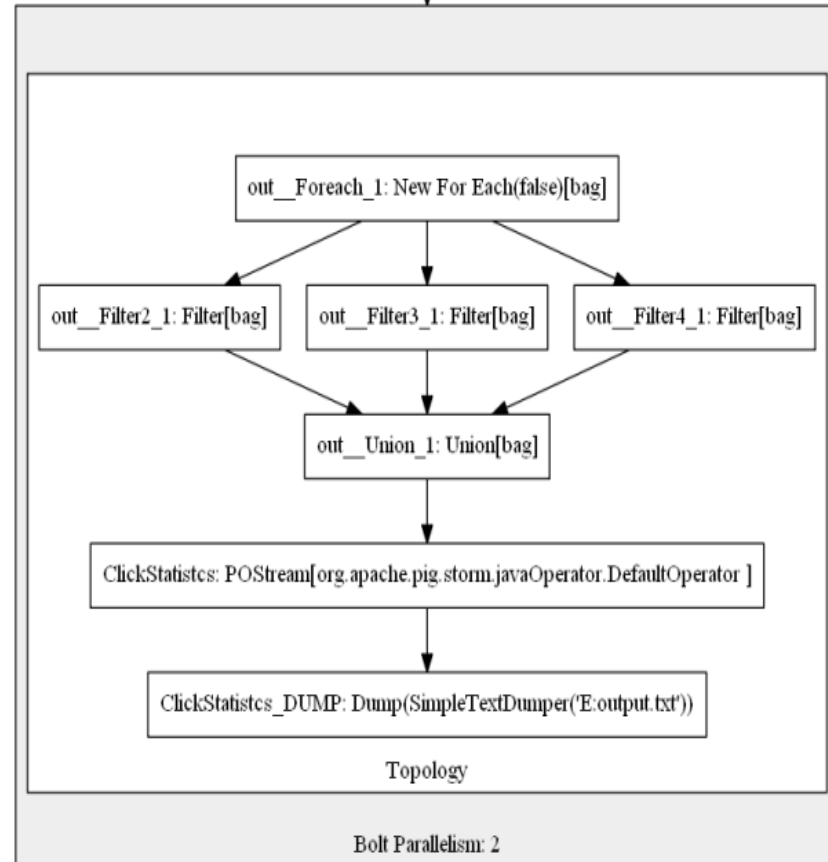 out__Foreach_1: New For Each(false)[bag]
out__Filter2_1: Filter[bag]
out__Filter3_1: Filter[bag]
out__Filter4_1: Filter[bag]
out__Union_1: Union[bag]
ClickStatistcs: POStream[org.apache.pig.storm.javaOperator.DefaultOperator ]
ClickStatistcs_DUMP: Dump(SimpleTextDumper('E:output.txt'))
Topology
Bolt Parallelism: 2